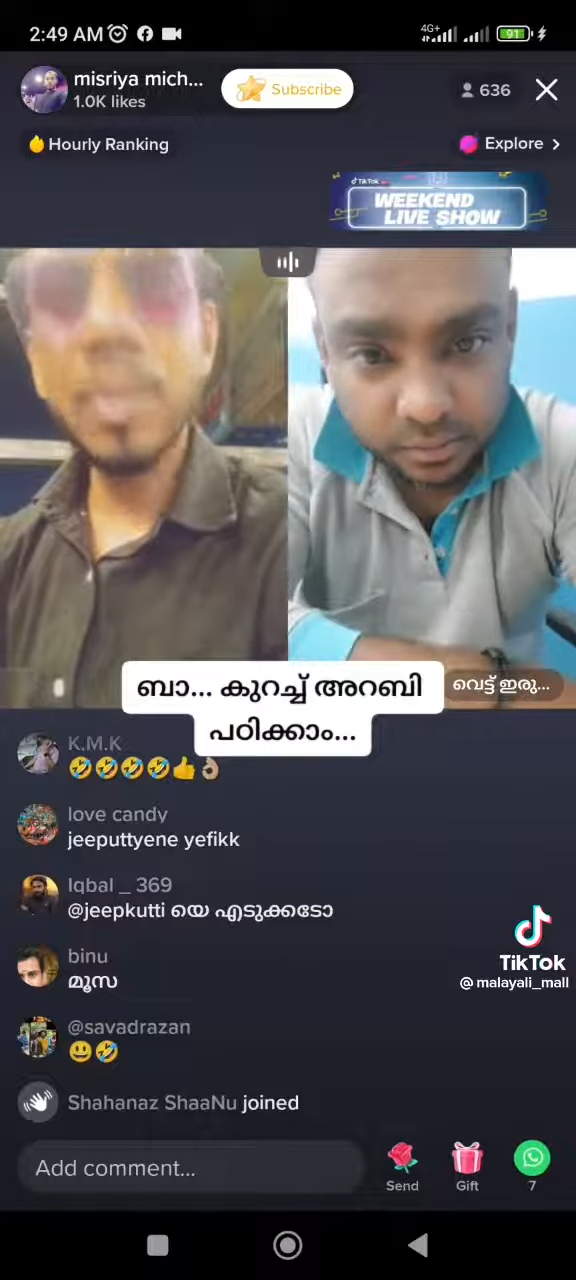 2:49 AM
4G+
91
misriya mich...
1.0K likes
Subscribe
636
Hourly Ranking
Explore >
TikTok
WEEKEND
LIVE SHOW
ബാ... കുറച്ച് അറബി
പഠിക്കാം...
വെട്ട് ഇരു...
K.M.K
🤣🤣🤣🤣👍👌🏼
love candy
jeeputtyene yefikk
Iqbal _ 369
@jeepkutti യെ എടുക്കടോ
binu
മൂസ
@savadrazan
😃🤣
Shahanaz ShaaNu joined
TikTok
@malayali_mall
Add comment...
Send
Gift
7